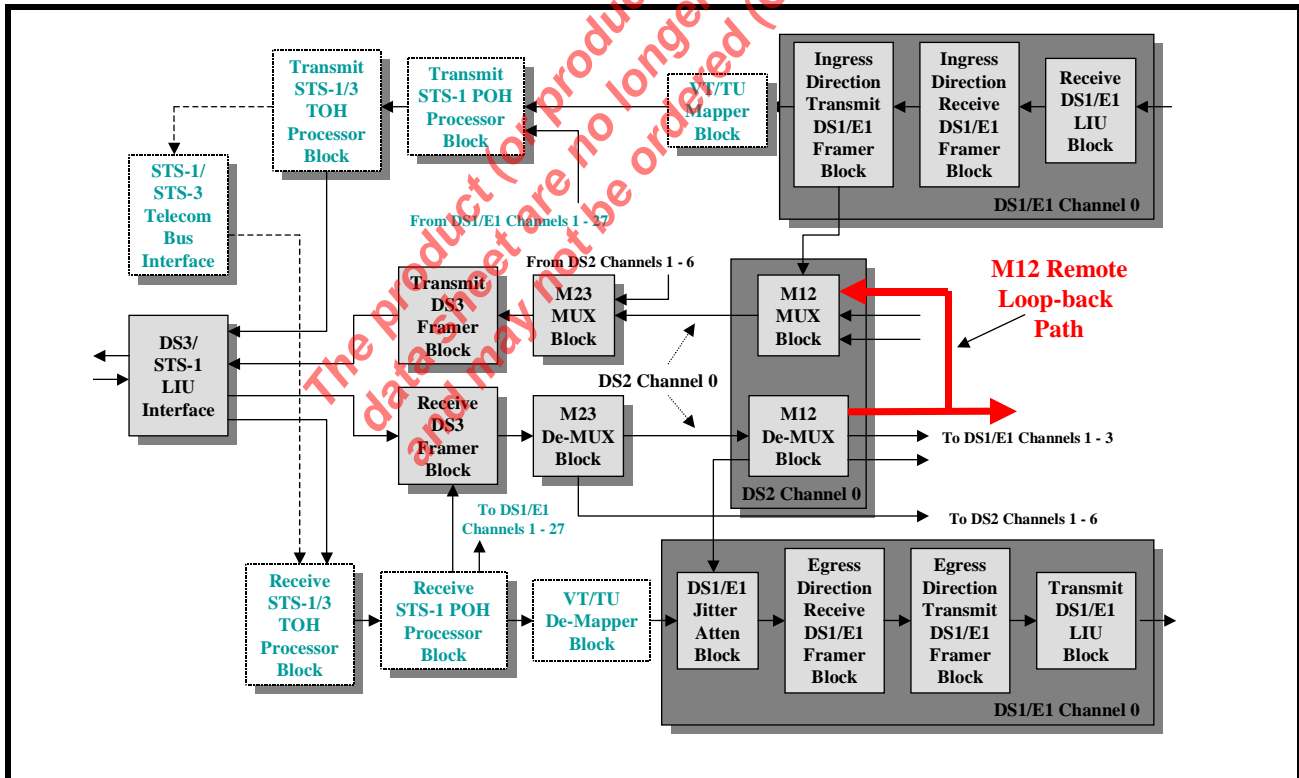 Transmit
STS-1/3
TOH
Processor
Block
Transmit
STS-1 POH
Processor
Block
VT/TU
Mapper
Block
Ingress
Direction
Transmit
DS1/E1
Framer
Block
Ingress
Direction
Receive
DS1/E1
Framer
Block
Receive
DS1/E1
LIU
Block
DS1/E1 Channel 0
STS-1/
STS-3
Telecom
Bus
Interface
From DS1/E1 Channels 1 - 27
From DS2 Channels 1 - 6
Transmit
DS3
Framer
Block
M23
MUX
Block
M12
MUX
Block
M12 Remote
Loop-back
Path
DS3/
STS-1
LIU
Interface
DS2 Channel 0
Receive
DS3
Framer
Block
M23
De-MUX
Block
M12
De-MUX
Block
DS2 Channel 0
To DS1/E1 Channels 1 - 3
To DS2 Channels 1 - 6
To DS1/E1
Channels 1 - 27
Receive
STS-1/3
TOH
Processor
Block
Receive
STS-1 POH
Processor
Block
VT/TU
De-Mapper
Block
DS1/E1
Jitter
Atten
Block
Egress
Direction
Receive
DS1/E1
Framer
Block
Egress
Direction
Transmit
DS1/E1
Framer
Block
Transmit
DS1/E1
LIU
Block
DS1/E1 Channel 0
The product (or produc
data sheet are no longer
and may not be ordered (